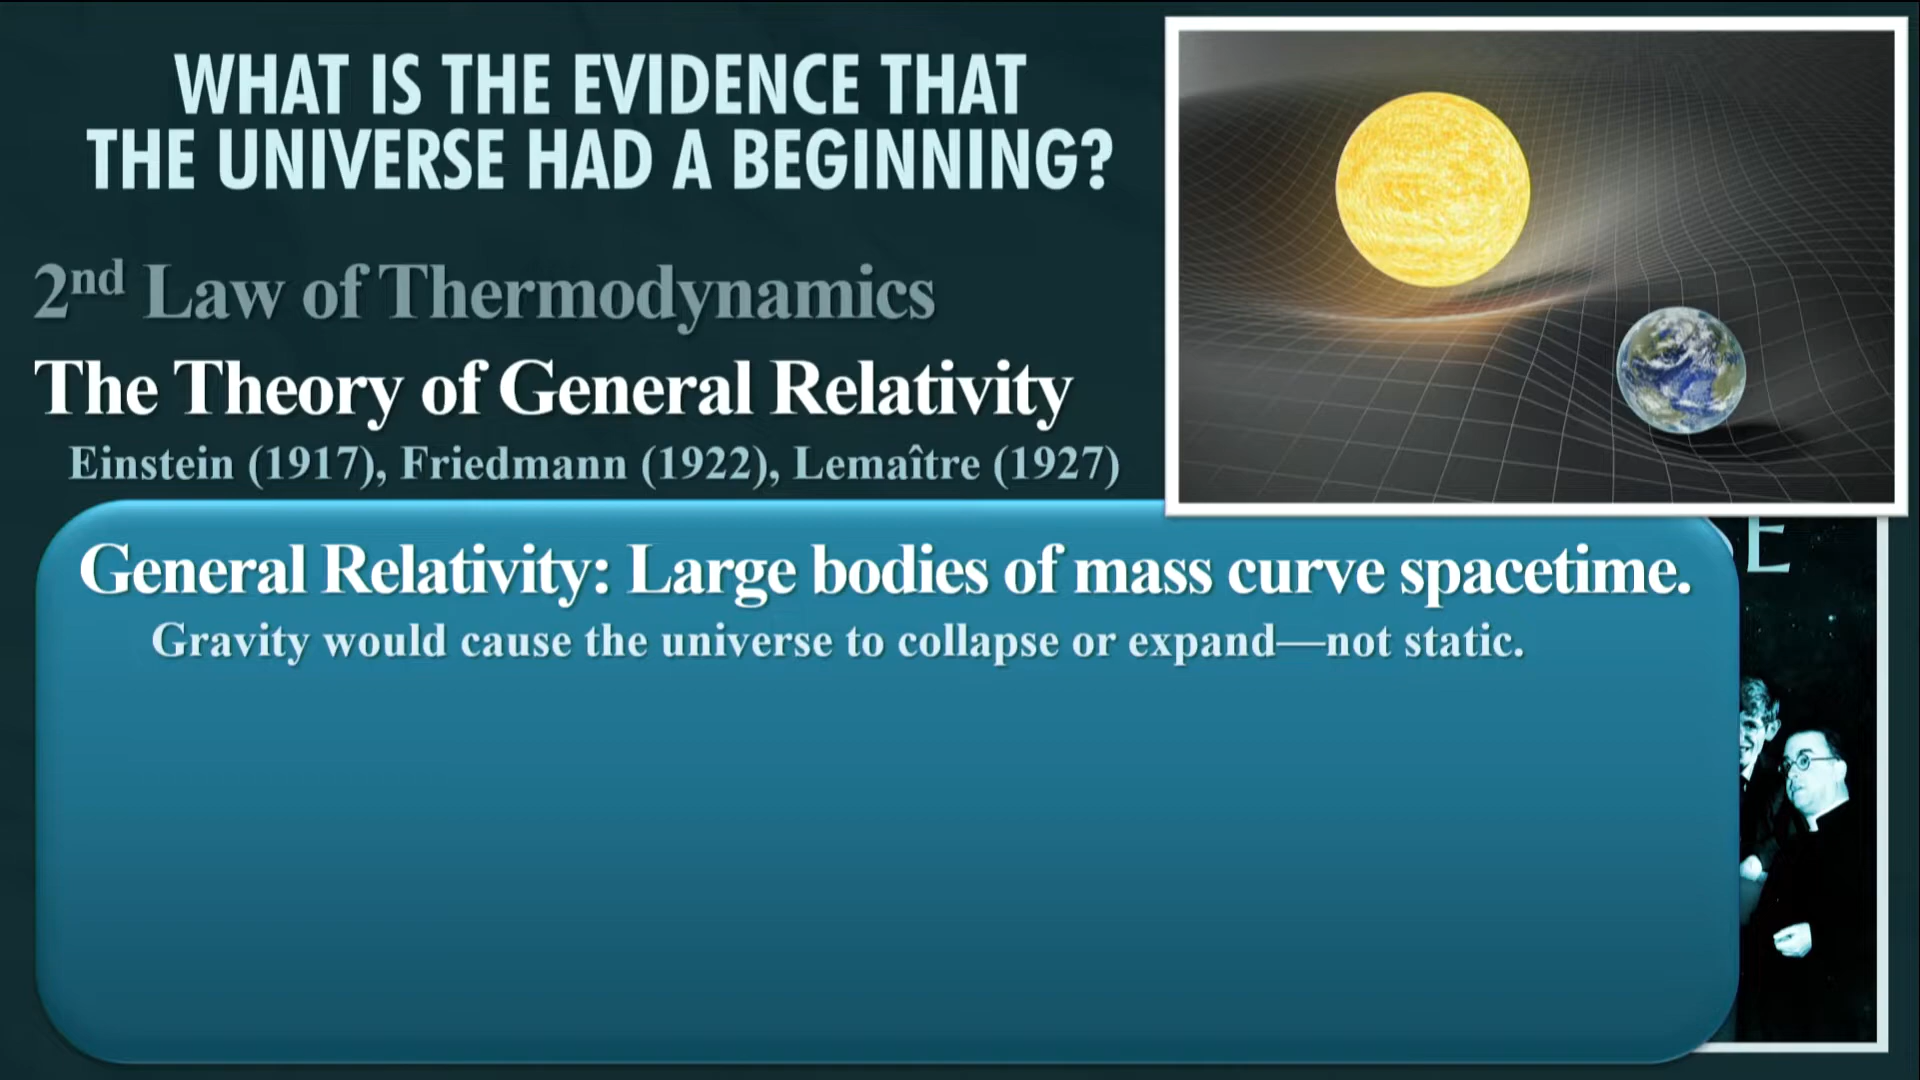 WHAT IS THE EVIDENCE THAT
THE UNIVERSE HAD A BEGINNING?
2nd Law of Thermodynamics
The Theory of General Relativity
Einstein (1917), Friedmann (1922), Lemaître (1927)
General Relativity: Large bodies of mass curve spacetime.
Gravity would cause the universe to collapse or expand—not static.